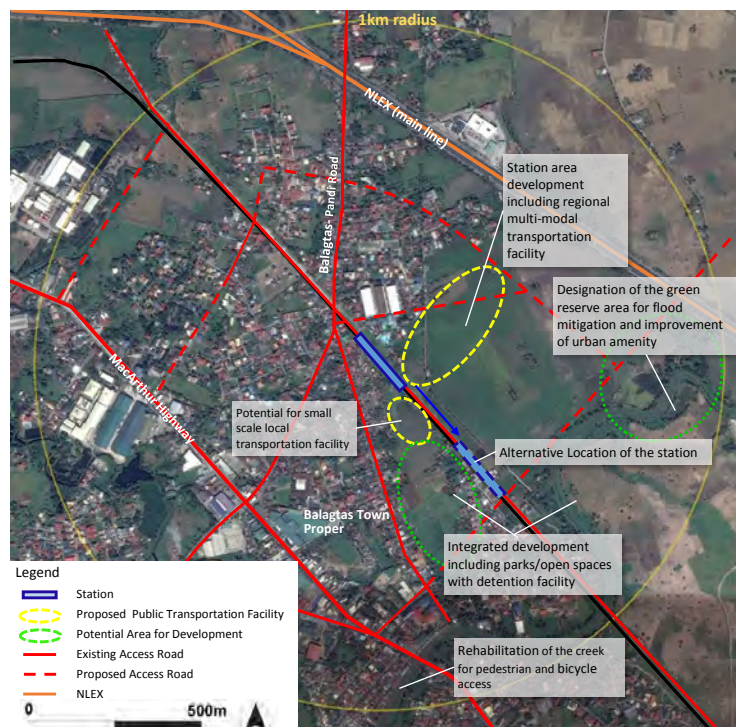 1km radius
NLEX (main line)
Balagtas- Pandi Road
Station area
development
including regional
multi-modal
transportation
facility
Designation of the green
reserve area for flood
mitigation and improvement
of urban amenity
MacArthur Highway
Potential for small
scale local
transportation facility
Alternative Location of the station
Balagtas Town
Proper
Integrated development
including parks/open spaces
with detention facility
Rehabilitation of the creek
for pedestrian and bicycle
access
Legend
Station
Proposed Public Transportation Facility
Potential Area for Development
Existing Access Road
Proposed Access Road
NLEX
0 500m